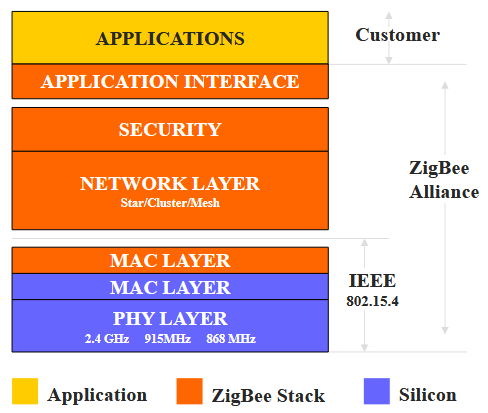 APPLICATIONS
Customer
APPLICATION INTERFACE
SECURITY
NETWORK LAYER
Star/Cluster/Mesh
ZigBee
Alliance
MAC LAYER
MAC LAYER
PHY LAYER
2.4 GHz 915MHz 868 MHz
IEEE
802.15.4
Application
ZigBee Stack
Silicon